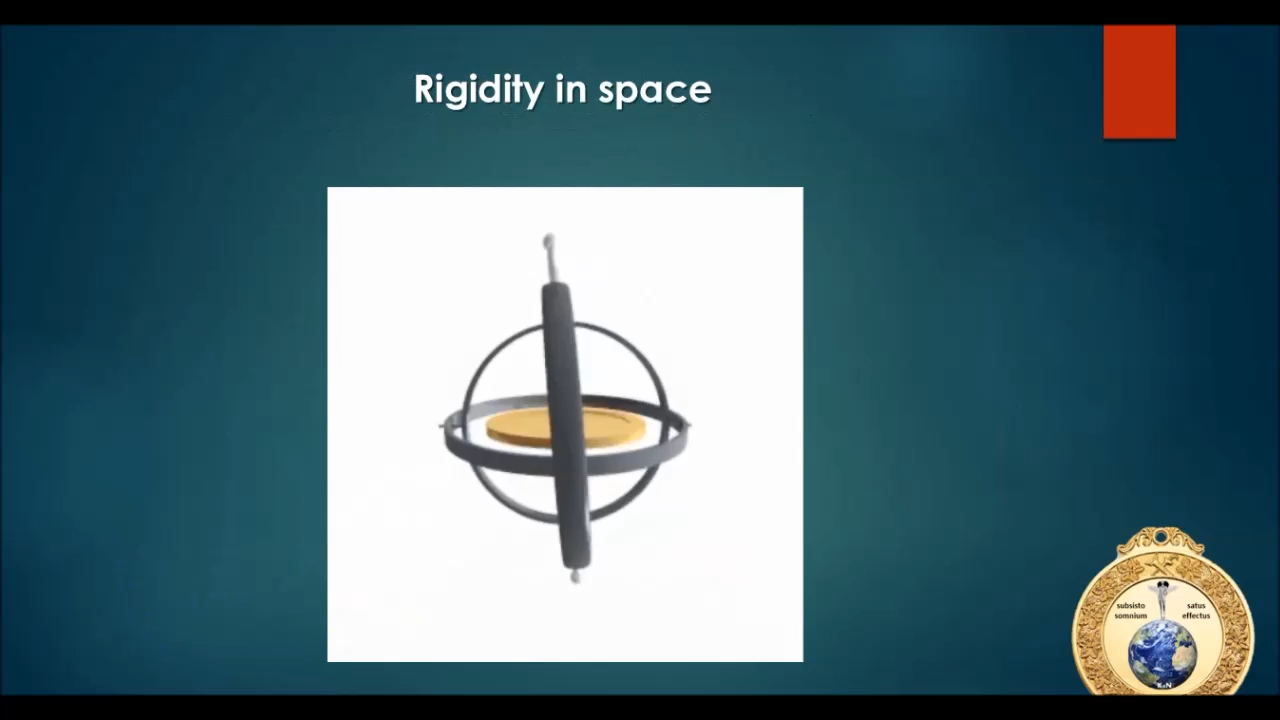 Rigidity in space
subsisto
somnium
satus
effectus
K&N